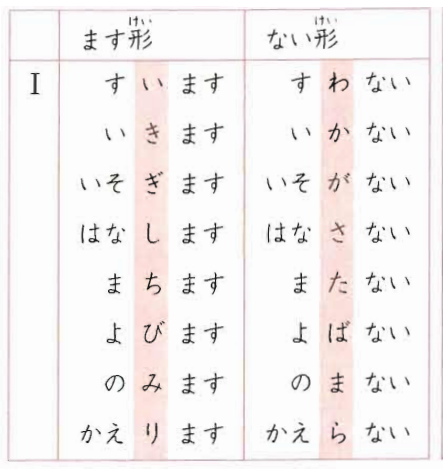 ます形 ない形
けい けい
I すいます すわない
いきます いかない
いそぎます いそがない
はなします はなさない
まちます またない
よびます よばない
のみます のまない
かえります かえらない